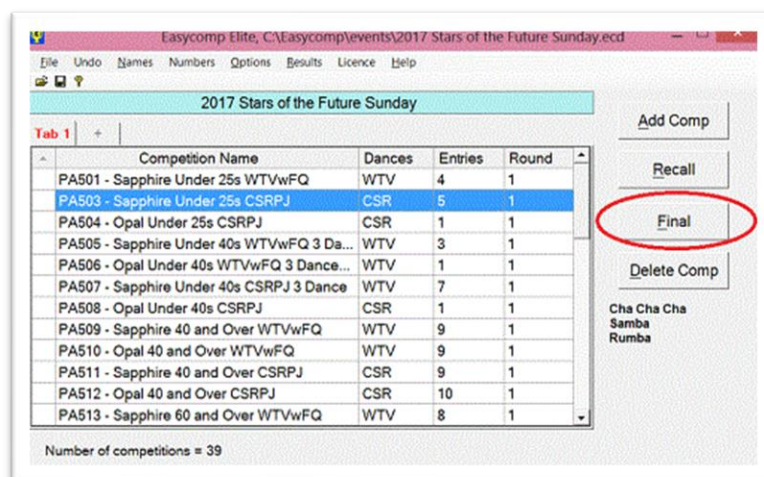 Easycomp Elite, C:\Easycomp\events\2017 Stars of the Future Sunday.ecd
File Undo Names Numbers Options Results Licence Help
2017 Stars of the Future Sunday
Tab 1 +
Competition Name Dances Entries Round
PA501 - Sapphire Under 25s WTVwFQ WTV 4 1
PA503 - Sapphire Under 25s CSRPJ CSR 5 1
PA504 - Opal Under 25s CSRPJ CSR 1 1
PA505 - Sapphire Under 40s WTVwFQ 3 Da... WTV 3 1
PA506 - Opal Under 40s WTVwFQ 3 Dance... WTV 1 1
PA507 - Sapphire Under 40s CSRPJ 3 Dance WTV 7 1
PA508 - Opal Under 40s CSRPJ CSR 1 1
PA509 - Sapphire 40 and Over WTVwFQ WTV 9 1
PA510 - Opal 40 and Over WTVwFQ WTV 9 1
PA511 - Sapphire 40 and Over CSRPJ CSR 9 1
PA512 - Opal 40 and Over CSRPJ CSR 10 1
PA513 - Sapphire 60 and Over WTVwFQ WTV 8 1
Number of competitions = 39
Add Comp
Recall
Final
Delete Comp
Cha Cha Cha
Samba
Rumba